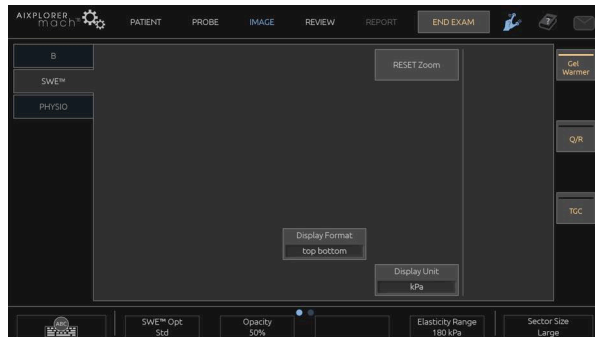 AIXPLORER
mach®
PATIENT PROBE IMAGE REVIEW REPORT END EXAM
B
SWE™
PHYSIO
RESET Zoom
Gel
Warmer
Q/R
TGC
Display Format
top bottom
Display Unit
kPa
ABC
SWE™ Opt
Std
Opacity
50%
Elasticity Range
180 kPa
Sector Size
Large